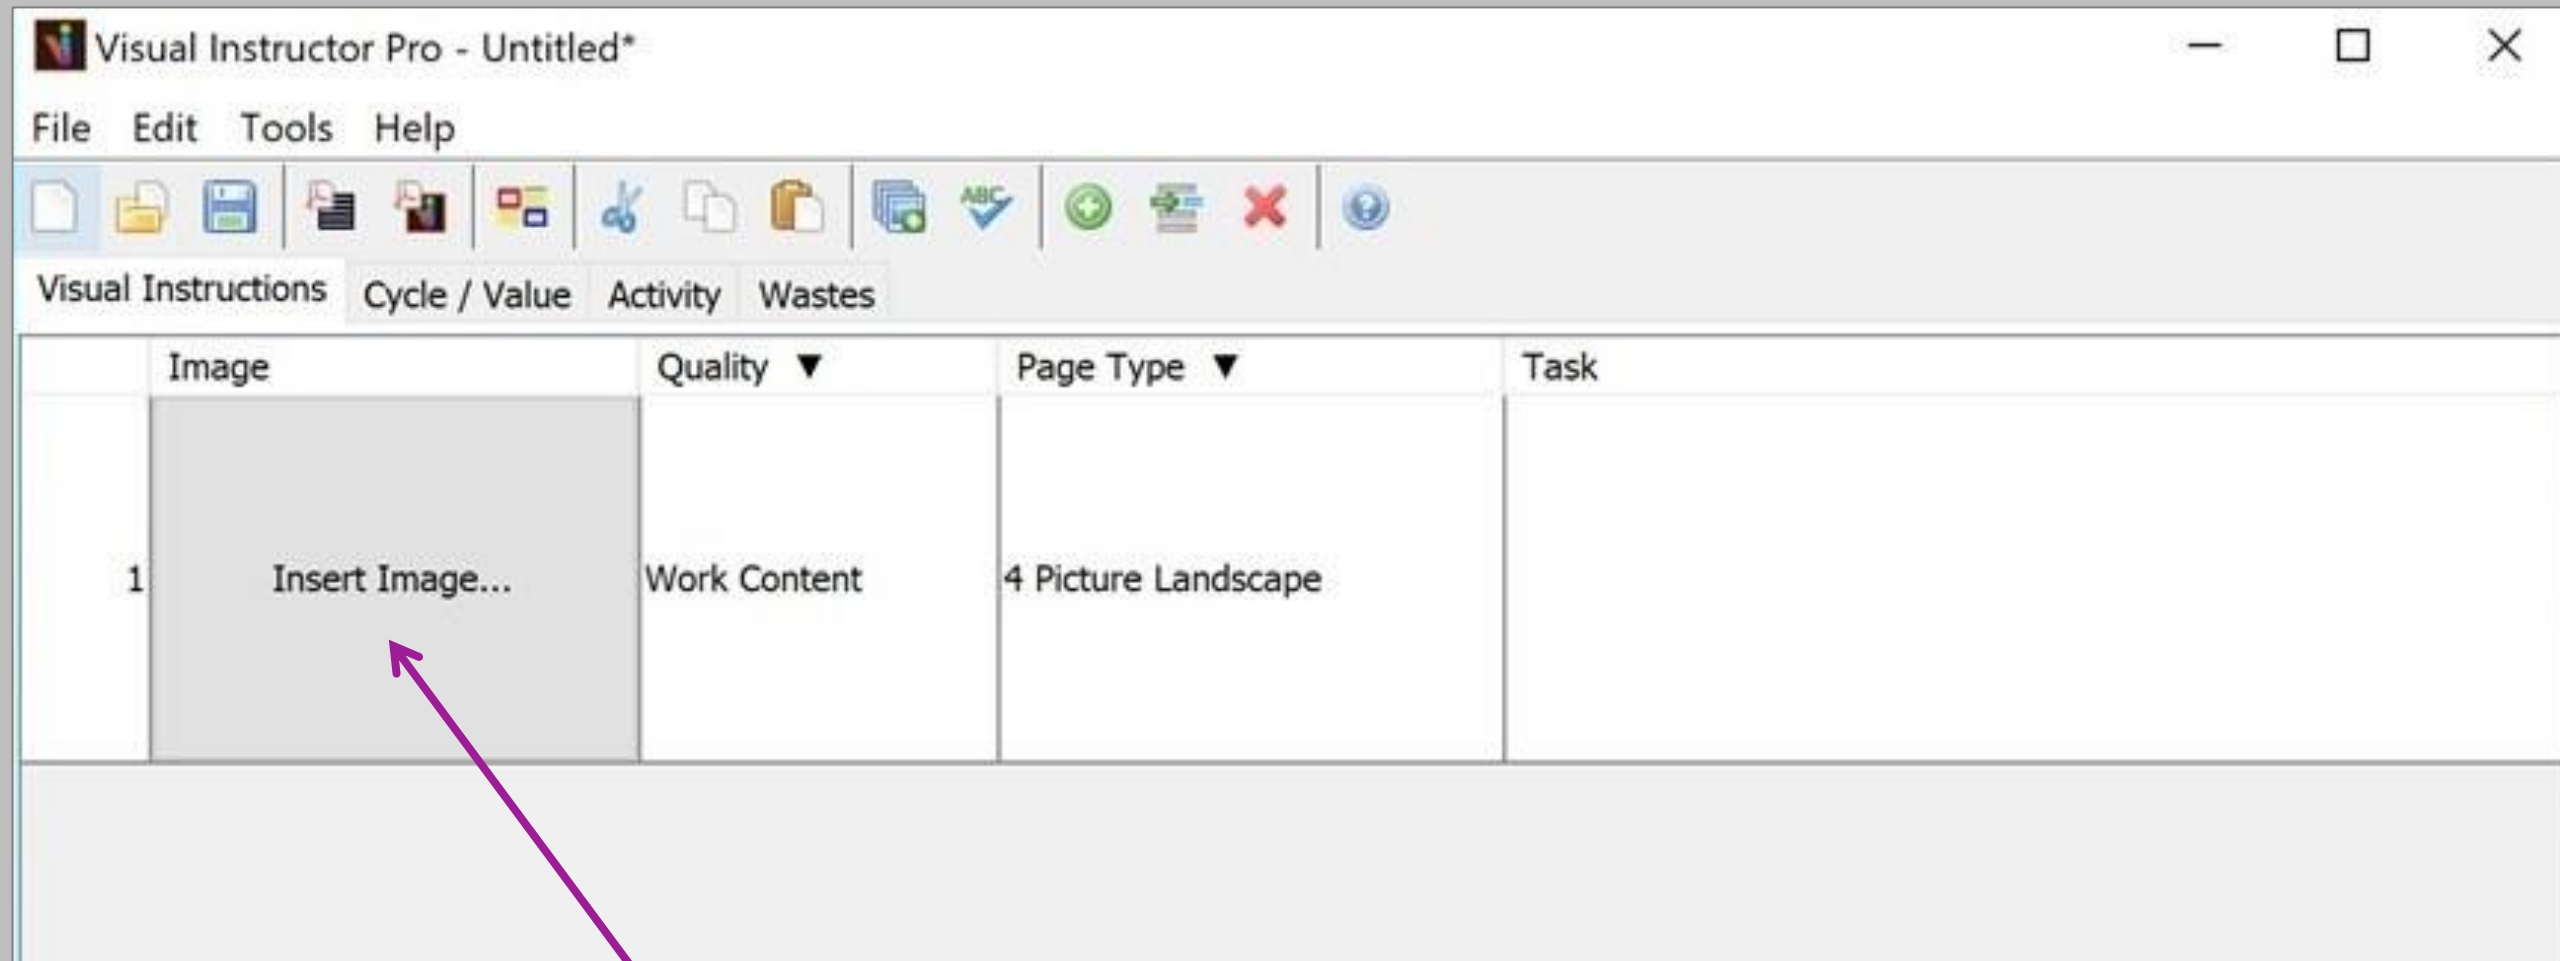 Visual Instructor Pro - Untitled*
File Edit Tools Help
ABC
Visual Instructions Cycle / Value Activity Wastes
Image Quality ▼ Page Type ▼ Task
1 Insert Image... Work Content 4 Picture Landscape